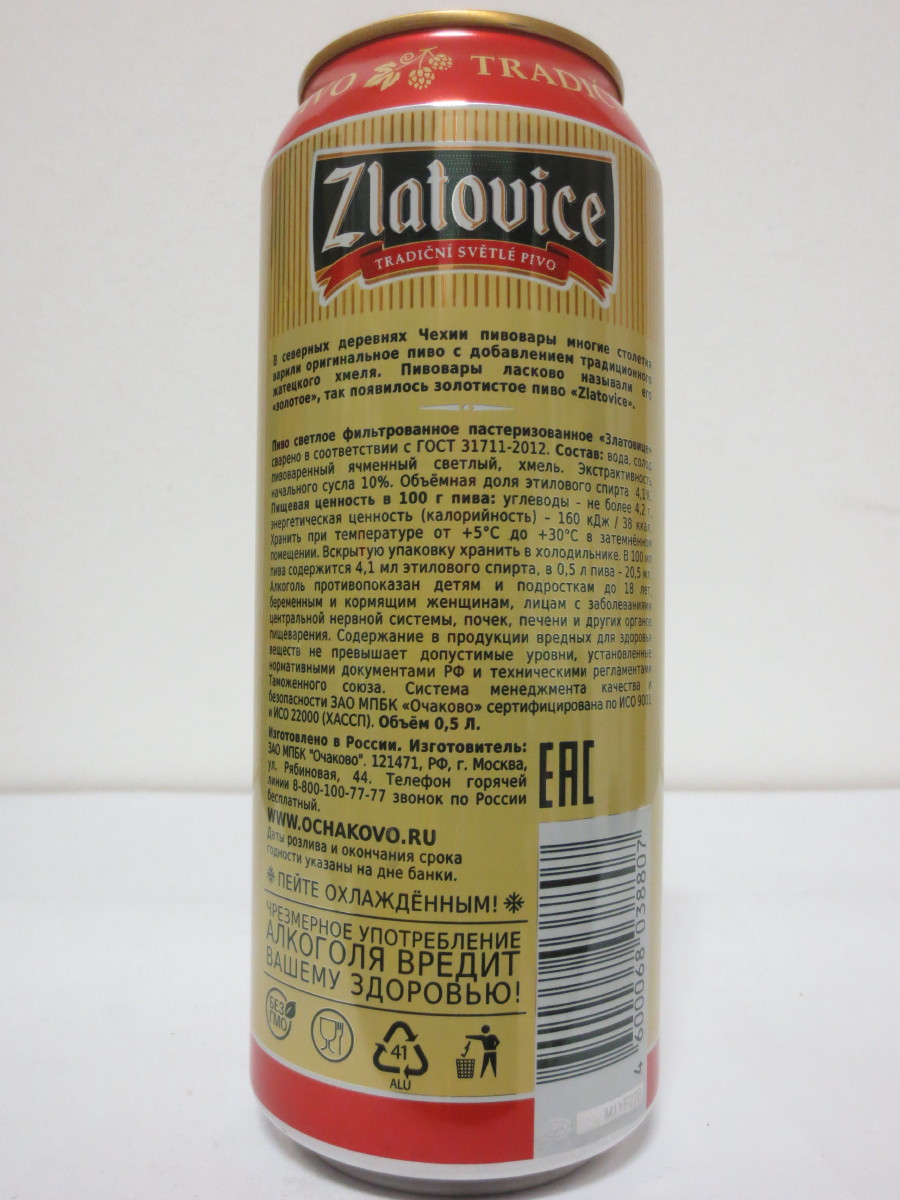 TRADIČ
Zlatovice
TRADIČNÍ SVĚTLÉ PIVO
В северных деревнях Чехии пивовары многие столетия
варили оригинальное пиво с добавлением традиционного
жатецкого хмеля. Пивовары ласково называли его
«золотое», так появилось золотистое пиво «Zlatovice».
Пиво светлое фильтрованное пастеризованное «Златовице»
сварено в соответствии с ГОСТ 31711-2012. Состав: вода, солод
пивоваренный ячменный светлый, хмель. Экстрактивность
начального сусла 10%. Объёмная доля этилового спирта 4,1%.
Пищевая ценность в 100 г пива: углеводы - не более 4,2 г,
энергетическая ценность (калорийность) – 160 кДж / 38 ккал.
Хранить при температуре от +5°С до +30°С в затемнённом
помещении. Вскрытую упаковку хранить в холодильнике. В 100 мл
пива содержится 4,1 мл этилового спирта, в 0,5 л пива – 20,5 мл.
Алкоголь противопоказан детям и подросткам до 18 лет,
беременным и кормящим женщинам, лицам с заболеваниями
центральной нервной системы, почек, печени и других органов
пищеварения. Содержание в продукции вредных для здоровья
веществ не превышает допустимые уровни, установленные
нормативными документами РФ и техническими регламентами
Таможенного союза. Система менеджмента качества и
безопасности ЗАО МПБК «Очаково» сертифицирована по ИСО 9001
и ИСО 22000 (ХАССП). Объём 0,5 Л.
Изготовлено в России. Изготовитель:
ЗАО МПБК "Очаково". 121471, РФ, г. Москва,
ул. Рябиновая, 44. Телефон горячей
линии 8-800-100-77-77 звонок по России
бесплатный.
EAC
WWW.OCHAKOVO.RU
Даты розлива и окончания срока
годности указаны на дне банки.
ПЕЙТЕ ОХЛАЖДЁННЫМ!
ЧРЕЗМЕРНОЕ УПОТРЕБЛЕНИЕ
АЛКОГОЛЯ ВРЕДИТ
ВАШЕМУ ЗДОРОВЬЮ!
БЕЗ
ГМО
41
ALU
4 600068 038807